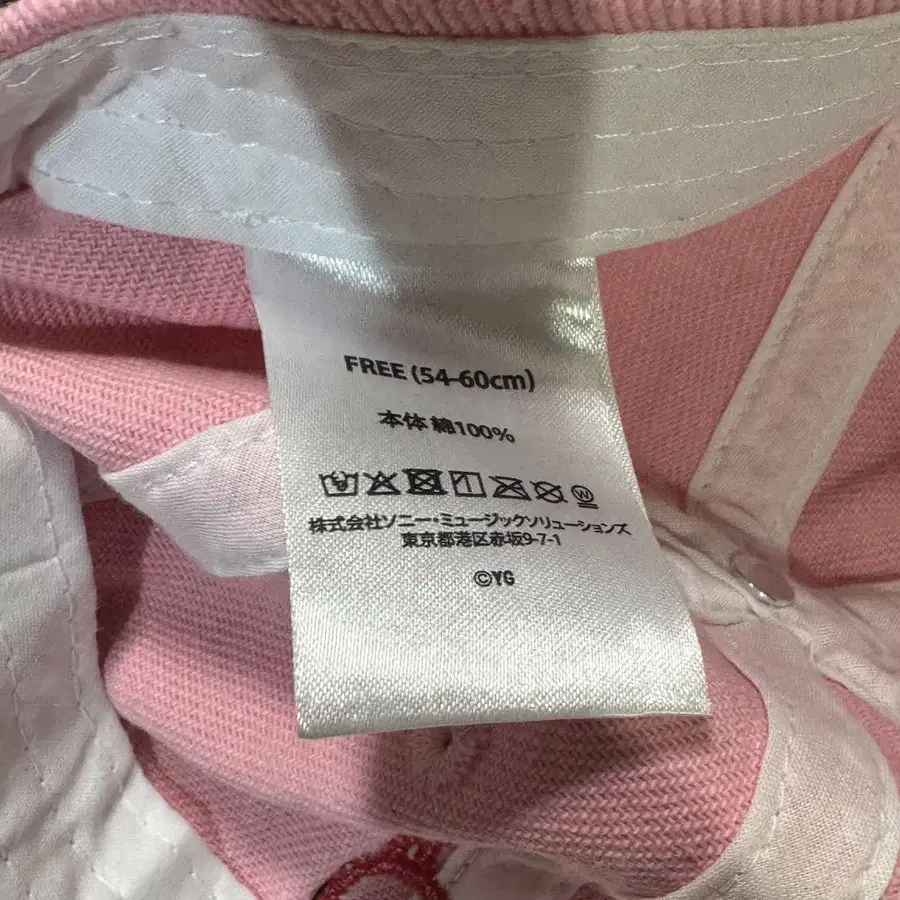 FREE (54-60cm)
本体 綿100%
W
株式会社ソニー・ミュージックソリューションズ
東京都港区赤坂9-7-1
©YG